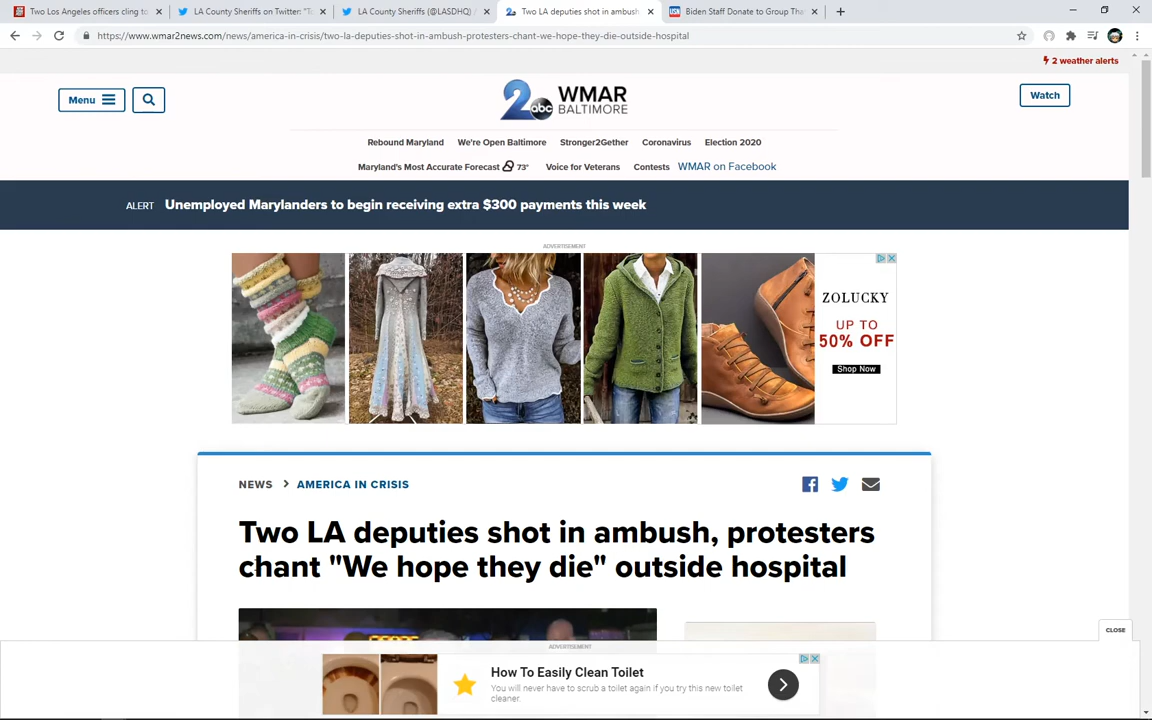 Two Los Angeles officers cling to
LA County Sheriffs on Twitter: "T
LA County Sheriffs (@LASDHQ) /
Two LA deputies shot in ambush
Biden Staff Donate to Group Tha
https://www.wmar2news.com/news/america-in-crisis/two-la-deputies-shot-in-ambush-protesters-chant-we-hope-they-die-outside-hospital
2 weather alerts
Menu
2 abc WMAR
BALTIMORE
Watch
Rebound Maryland We're Open Baltimore Stronger2Gether Coronavirus Election 2020
Maryland's Most Accurate Forecast 73° Voice for Veterans Contests WMAR on Facebook
ALERT Unemployed Marylanders to begin receiving extra $300 payments this week
ADVERTISEMENT
ZOLUCKY
UP TO
50% OFF
Shop Now
NEWS > AMERICA IN CRISIS
Two LA deputies shot in ambush, protesters
chant "We hope they die" outside hospital
CLOSE
ADVERTISEMENT
How To Easily Clean Toilet
You will never have to scrub a toilet again if you try this new toilet
cleaner.